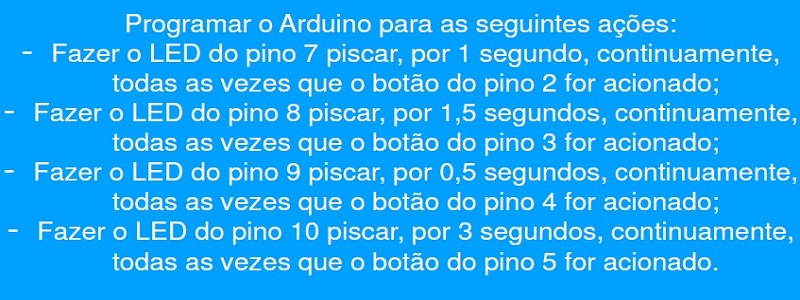 Programar o Arduino para as seguintes ações:
- Fazer o LED do pino 7 piscar, por 1 segundo, continuamente,
todas as vezes que o botão do pino 2 for acionado;
- Fazer o LED do pino 8 piscar, por 1,5 segundos, continuamente,
todas as vezes que o botão do pino 3 for acionado;
- Fazer o LED do pino 9 piscar, por 0,5 segundos, continuamente,
todas as vezes que o botão do pino 4 for acionado;
- Fazer o LED do pino 10 piscar, por 3 segundos, continuamente,
todas as vezes que o botão do pino 5 for acionado.